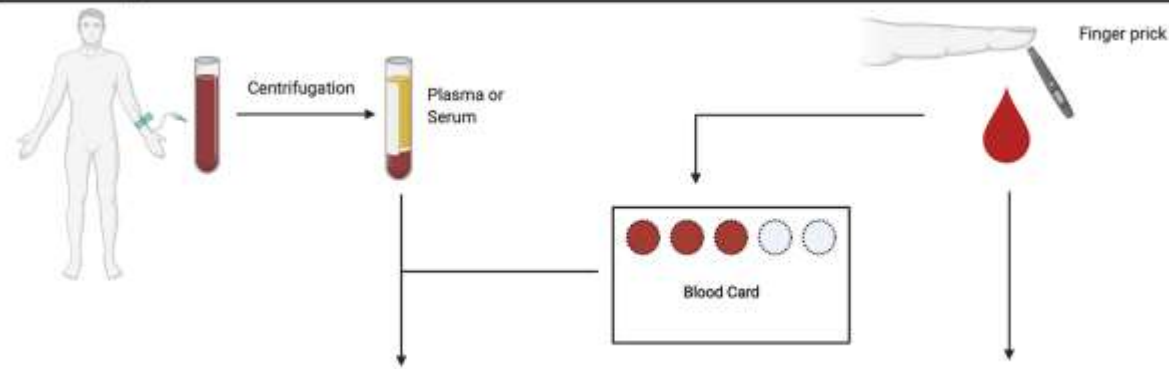 Finger prick
Centrifugation
Plasma or
Serum
Blood Card